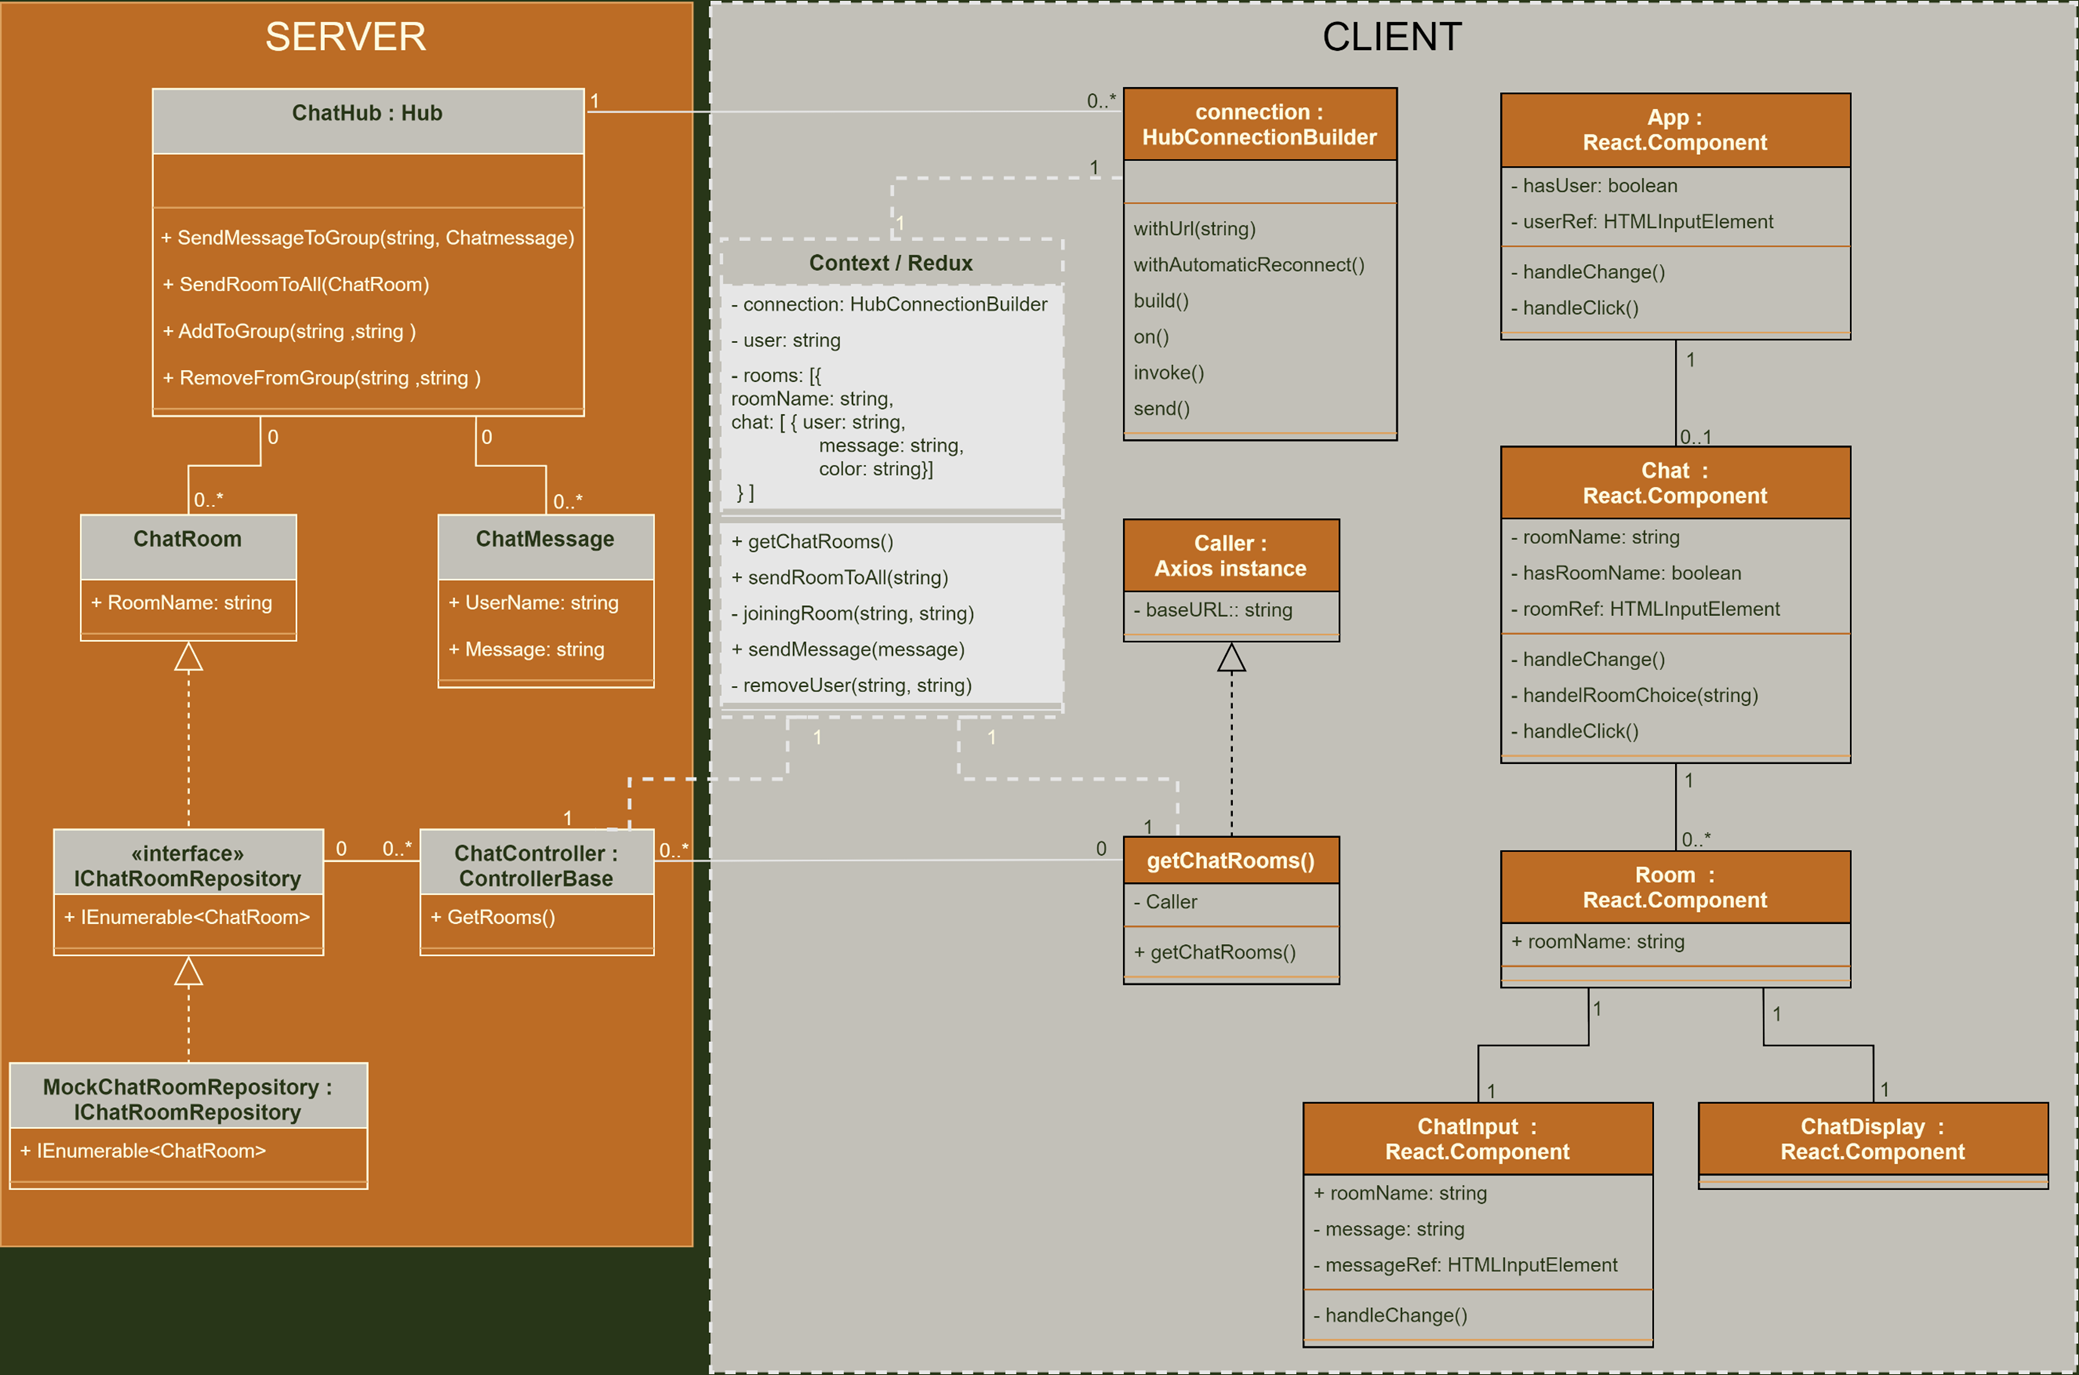 SERVER
ChatHub : Hub
+ SendMessageToGroup(string, Chatmessage)
+ SendRoomToAll(ChatRoom)
+ AddToGroup(string ,string )
+ RemoveFromGroup(string ,string )
1
0
0
0..*
0..*
ChatRoom
+ RoomName: string
ChatMessage
+ UserName: string
+ Message: string
«interface»
IChatRoomRepository
+ IEnumerable<ChatRoom>
0
0..*
1
ChatController :
ControllerBase
+ GetRooms()
0..*
MockChatRoomRepository :
IChatRoomRepository
+ IEnumerable<ChatRoom>
CLIENT
0..*
1
1
connection :
HubConnectionBuilder
withUrl(string)
withAutomaticReconnect()
build()
on()
invoke()
send()
Context / Redux
- connection: HubConnectionBuilder
- user: string
- rooms: [{
roomName: string,
chat: [ { user: string,
message: string,
color: string}]
} ]
+ getChatRooms()
+ sendRoomToAll(string)
- joiningRoom(string, string)
+ sendMessage(message)
- removeUser(string, string)
1
1
Caller :
Axios instance
- baseURL:: string
1
0
getChatRooms()
- Caller
+ getChatRooms()
App :
React.Component
- hasUser: boolean
- userRef: HTMLInputElement
- handleChange()
- handleClick()
1
0..1
Chat :
React.Component
- roomName: string
- hasRoomName: boolean
- roomRef: HTMLInputElement
- handleChange()
- handelRoomChoice(string)
- handleClick()
1
0..*
Room :
React.Component
+ roomName: string
1
1
1
1
ChatInput :
React.Component
+ roomName: string
- message: string
- messageRef: HTMLInputElement
- handleChange()
ChatDisplay :
React.Component